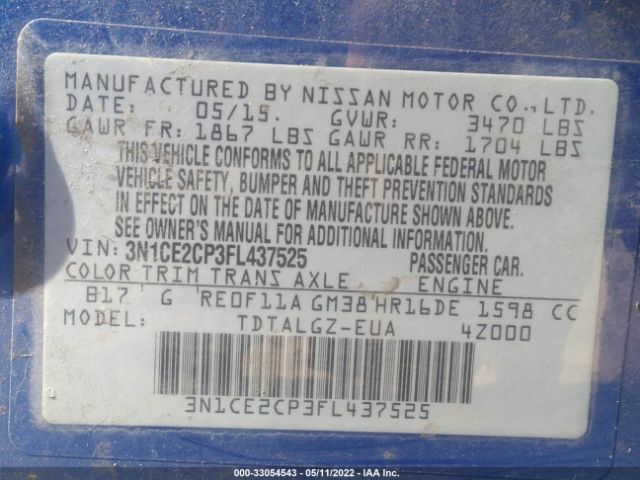 MANUFACTURED BY NISSAN MOTOR CO.,LTD.
DATE: 05/15. GVWR: 3470 LBS
GAWR FR: 1867 LBS GAWR RR: 1704 LBS
THIS VEHICLE CONFORMS TO ALL APPLICABLE FEDERAL MOTOR
VEHICLE SAFETY, BUMPER AND THEFT PREVENTION STANDARDS
IN EFFECT ON THE DATE OF MANUFACTURE SHOWN ABOVE.
SEE OWNER'S MANUAL FOR ADDITIONAL INFORMATION.
VIN: 3N1CE2CP3FL437525 PASSENGER CAR.
COLOR TRIM TRANS AXLE ENGINE
B17 G RE0F11A GM38 HR16DE 1598 CC
MODEL: TDTALGZ-EUA 4Z000
3N1CE2CP3FL437525
000-33054543 - 05/11/2022 - IAA Inc.